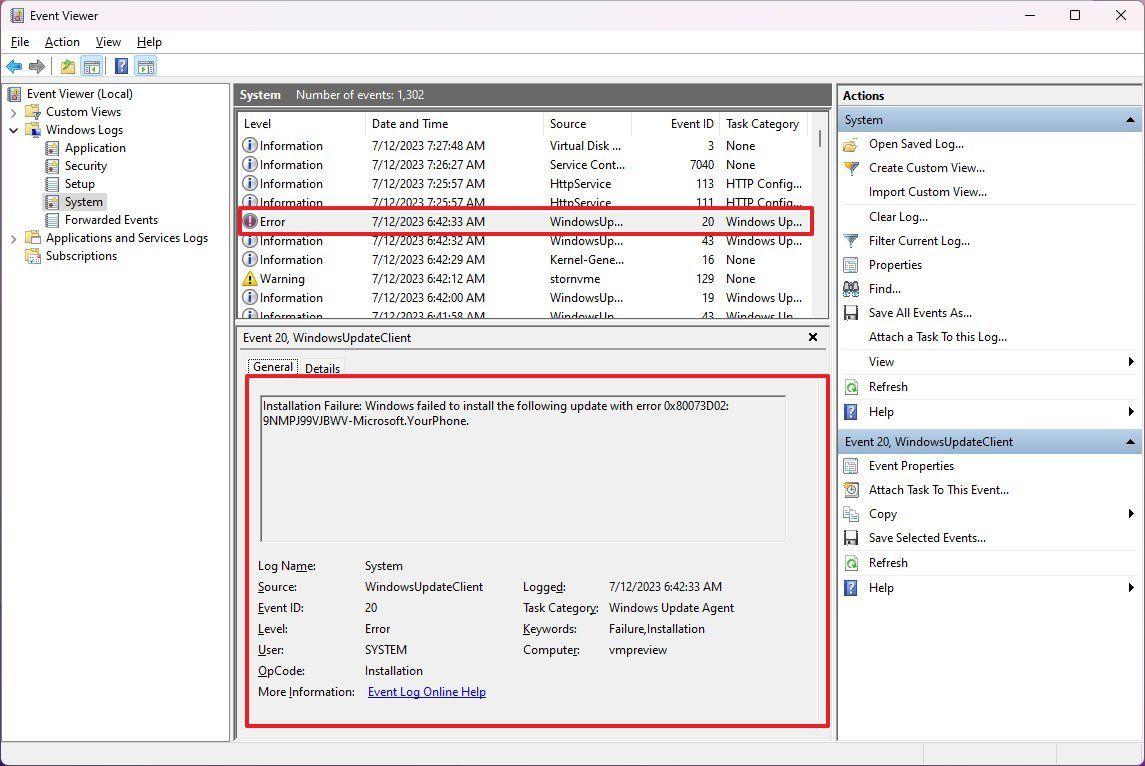 Event Viewer
File Action View Help
Event Viewer (Local)
Custom Views
Windows Logs
Application
Security
Setup
System
Forwarded Events
Applications and Services Logs
Subscriptions
System Number of events: 1,302
Level Date and Time Source Event ID Task Category
Information 7/12/2023 7:27:48 AM Virtual Disk ... 3 None
Information 7/12/2023 7:26:27 AM Service Cont... 7040 None
Information 7/12/2023 7:25:57 AM HttpService 113 HTTP Config...
Information 7/12/2023 7:25:57 AM HttpService 111 HTTP Config...
Error 7/12/2023 6:42:33 AM WindowsUp... 20 Windows Up...
Information 7/12/2023 6:42:32 AM WindowsUp... 43 Windows Up...
Information 7/12/2023 6:42:29 AM Kernel-Gene... 16 None
Warning 7/12/2023 6:42:12 AM stornvme 129 None
Information 7/12/2023 6:42:00 AM WindowsUp... 19 Windows Up...
Information 7/12/2023 6:41:58 AM WindowsUp... 43 Windows Up...
Event 20, WindowsUpdateClient
General Details
Installation Failure: Windows failed to install the following update with error 0x80073D02:
9NMPJ99VJBWV-Microsoft.YourPhone.
Log Name: System
Source: WindowsUpdateClient Logged: 7/12/2023 6:42:33 AM
Event ID: 20 Task Category: Windows Update Agent
Level: Error Keywords: Failure,Installation
User: SYSTEM Computer: vmpreview
OpCode: Installation
More Information: Event Log Online Help
Actions
System
Open Saved Log...
Create Custom View...
Import Custom View...
Clear Log...
Filter Current Log...
Properties
Find...
Save All Events As...
Attach a Task To this Log...
View
Refresh
Help
Event 20, WindowsUpdateClient
Event Properties
Attach Task To This Event...
Copy
Save Selected Events...
Refresh
Help